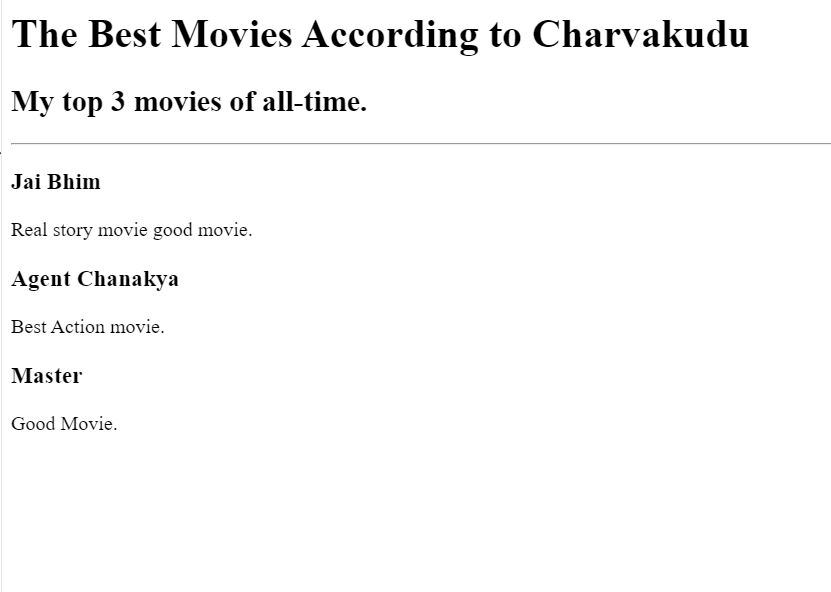 The Best Movies According to Charvakudu
My top 3 movies of all-time.
Jai Bhim
Real story movie good movie.
Agent Chanakya
Best Action movie.
Master
Good Movie.